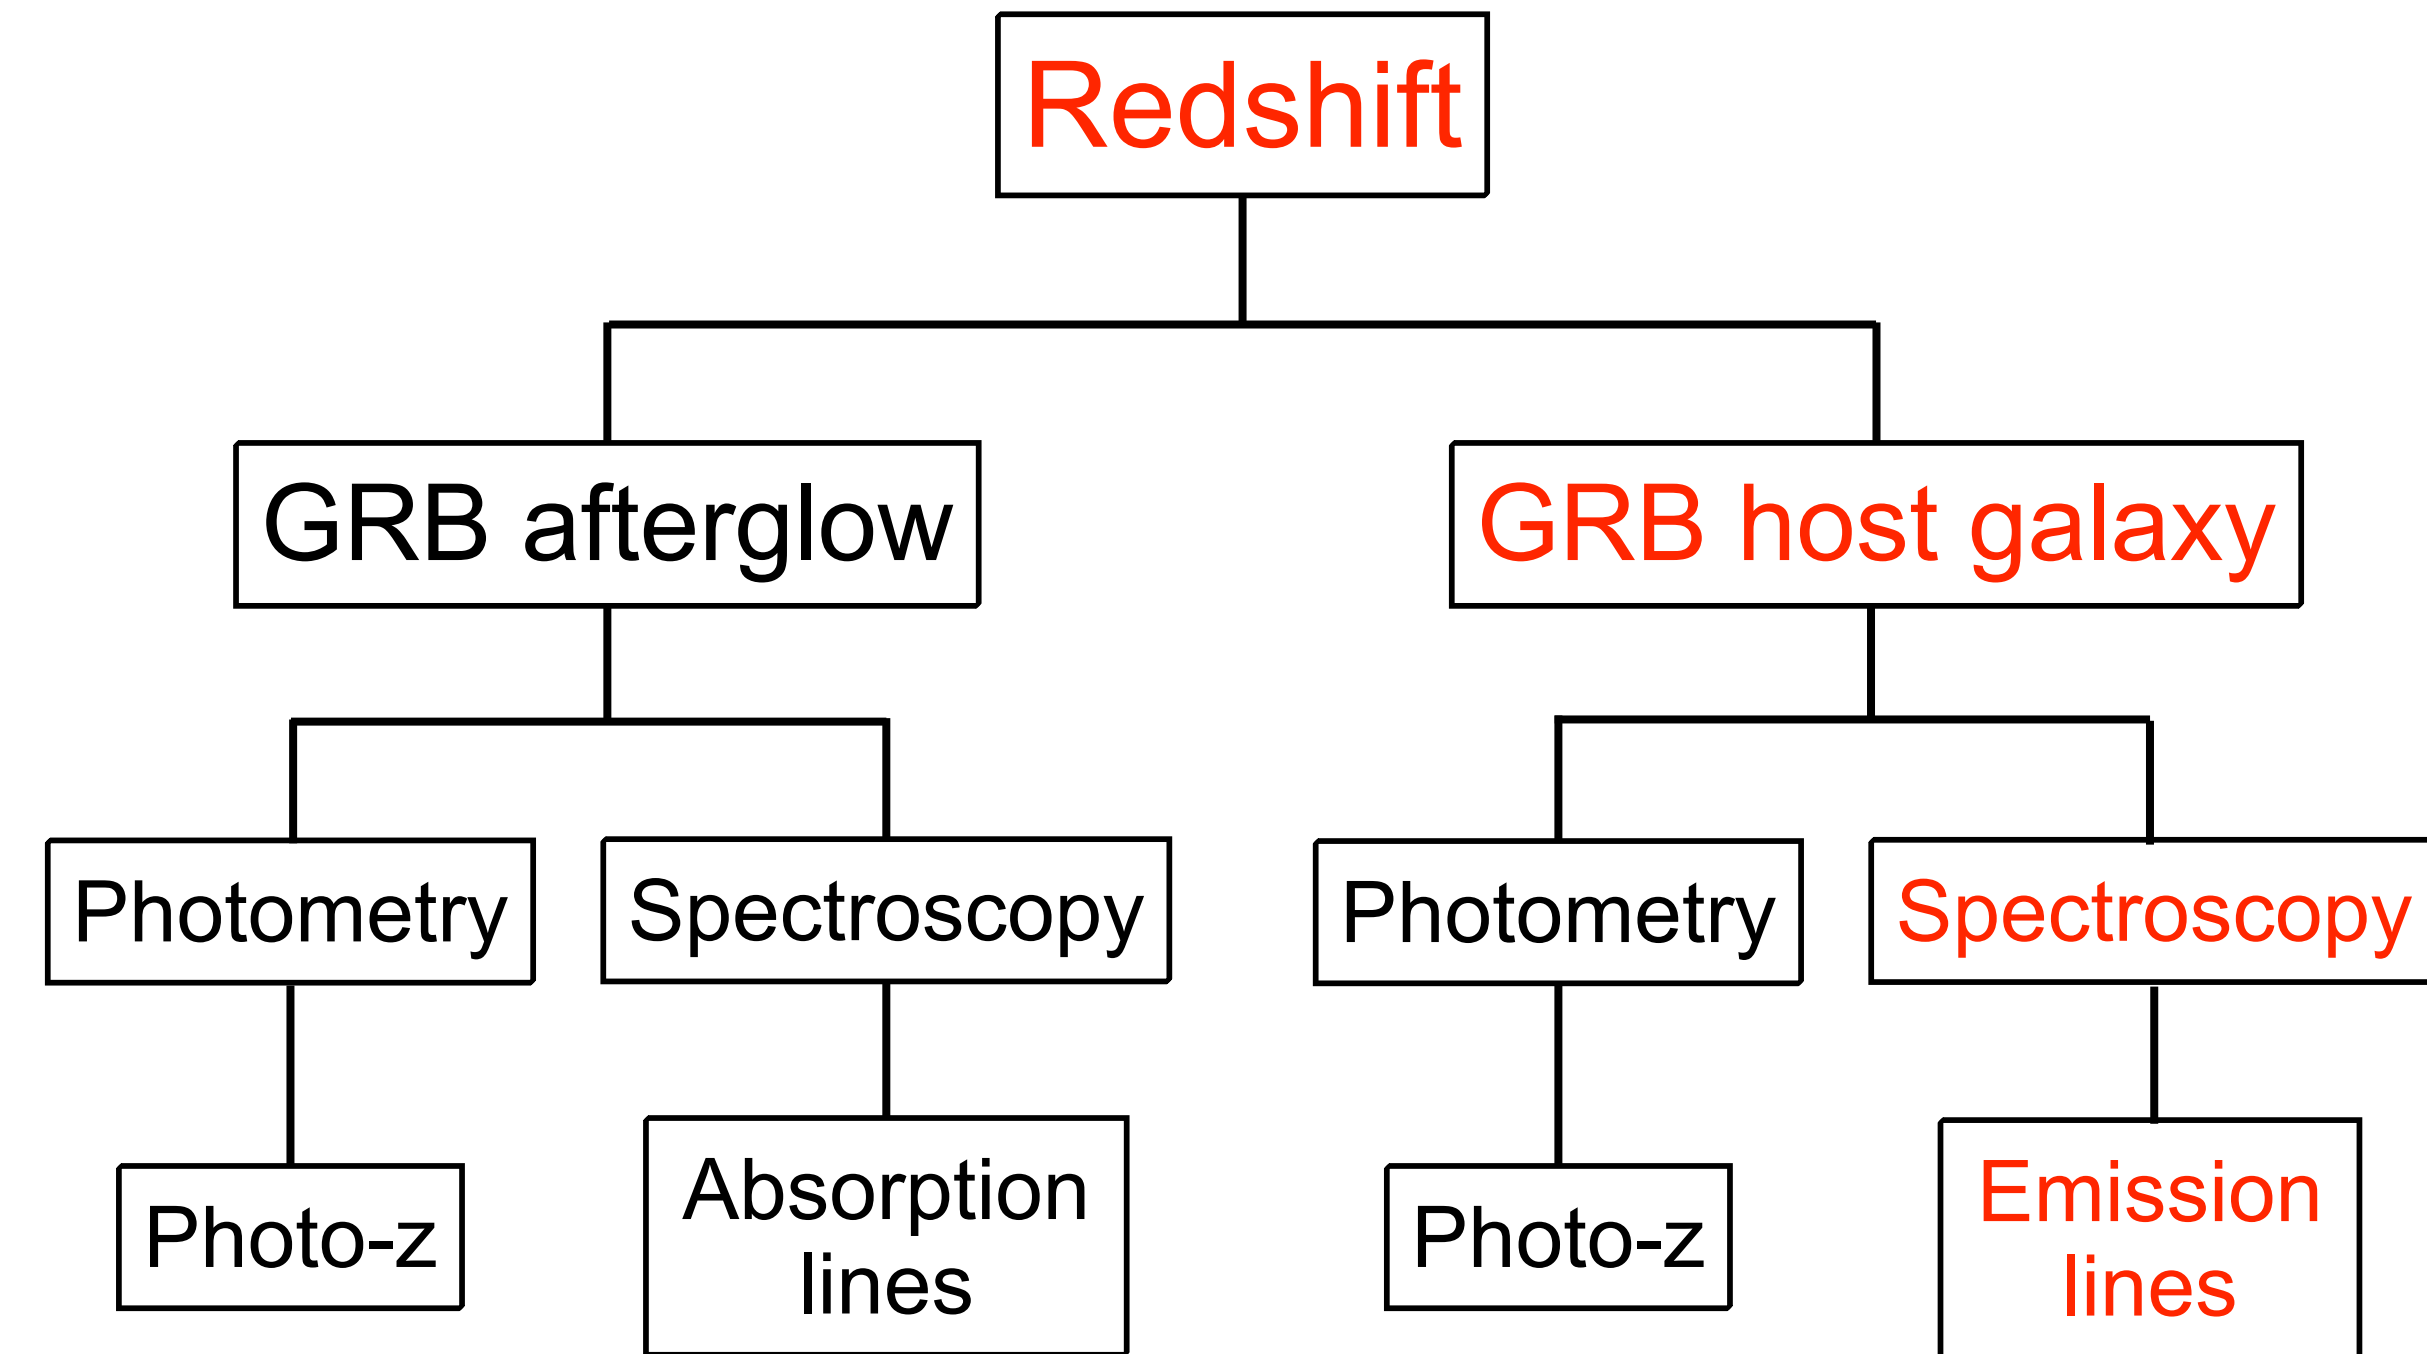 Redshift
GRB afterglow
GRB host galaxy
Photometry
Spectroscopy
Photometry
Spectroscopy
Photo-z
Absorption
lines
Photo-z
Emission
lines